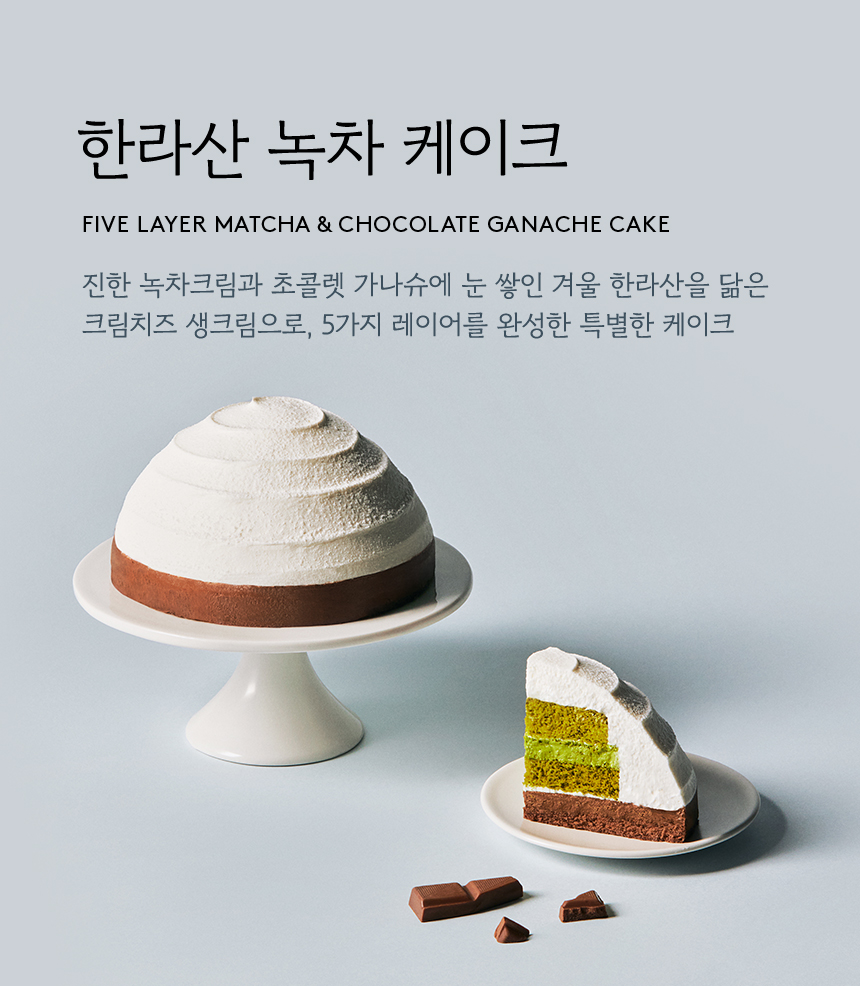 한라산 녹차 케이크
FIVE LAYER MATCHA & CHOCOLATE GANACHE CAKE
진한 녹차크림과 초콜렛 가나슈에 눈 쌓인 겨울 한라산을 닮은
크림치즈 생크림으로, 5가지 레이어를 완성한 특별한 케이크